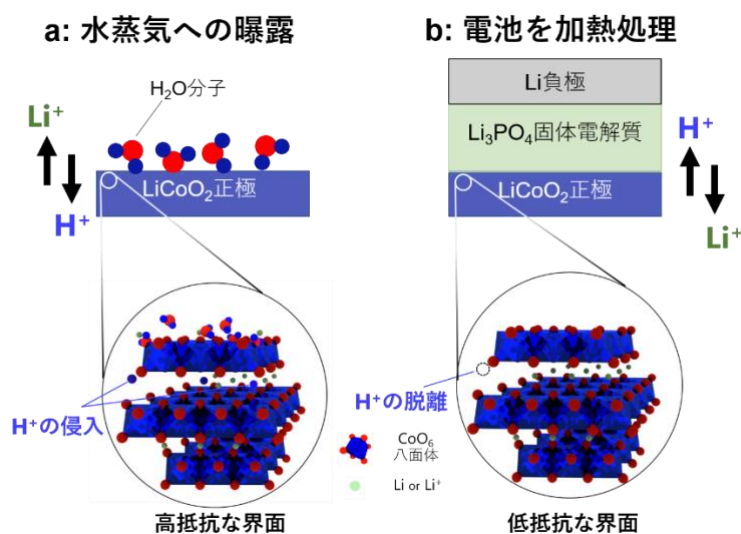 a: 水蒸気への曝露
H₂O分子
Li⁺
LiCoO₂正極
H⁺
H⁺の侵入
高抵抗な界面
b: 電池を加熱処理
Li負極
Li₃PO₄固体電解質
H⁺
LiCoO₂正極
Li⁺
H⁺の脱離
CoO₆
八面体
Li or Li⁺
低抵抗な界面